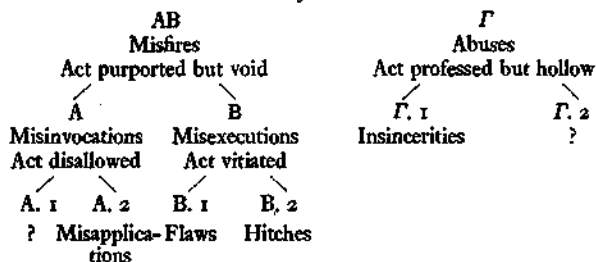 AB Γ
Misfires Abuses
Act purported but void Act professed but hollow
A B Γ. 1 Γ. 2
Misinvocations Misexecutions Insincerities ?
Act disallowed Act vitiated
A. 1 A. 2 B. 1 B. 2
? Misapplica- Flaws Hitches
tions